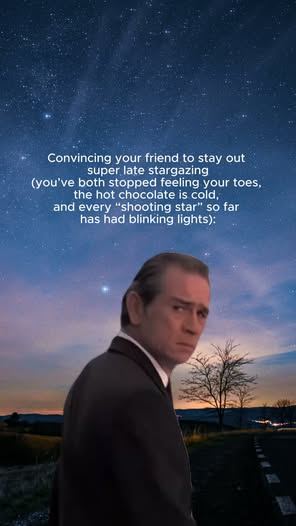 Convincing your friend to stay out
super late stargazing
(you’ve both stopped feeling your toes,
the hot chocolate is cold,
and every “shooting star” so far
has had blinking lights):